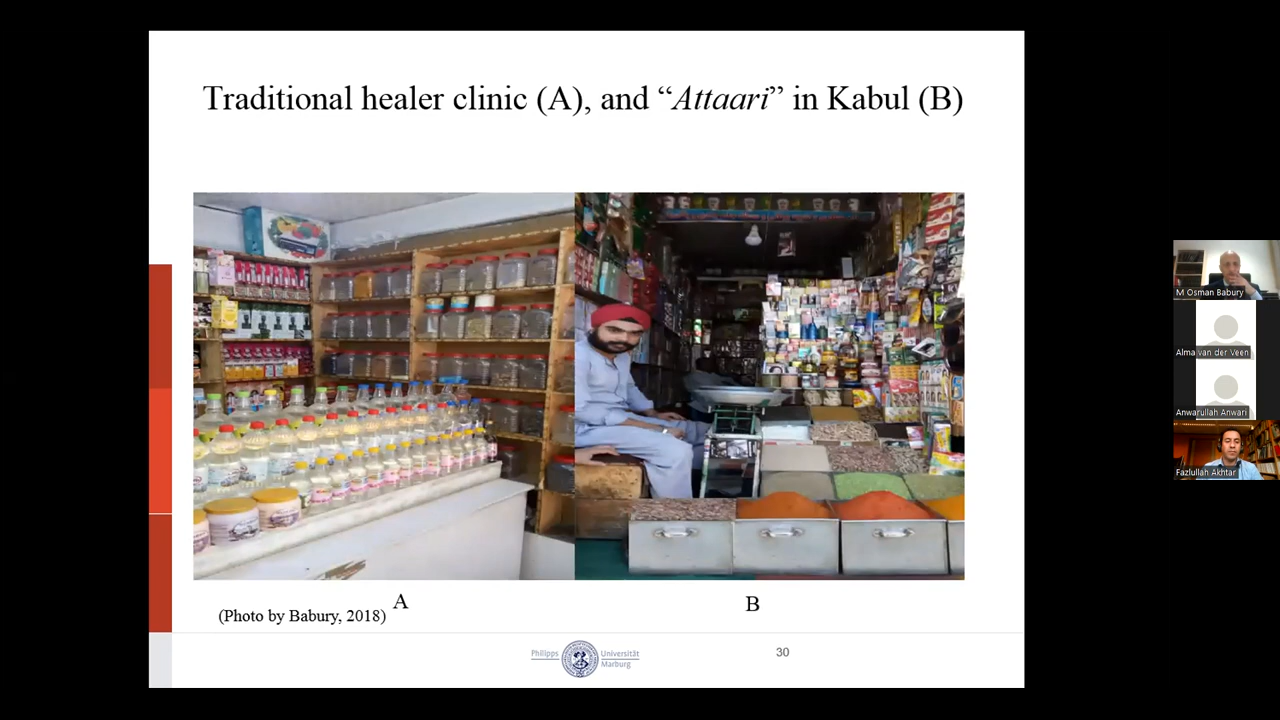 Traditional healer clinic (A), and “Attaari” in Kabul (B)
A
B
(Photo by Babury, 2018)
Philipps
Universität
Marburg
30
M Osman Babury
Alma van der Veen
Anwarullah Anwari
Fazlullah Akhtar